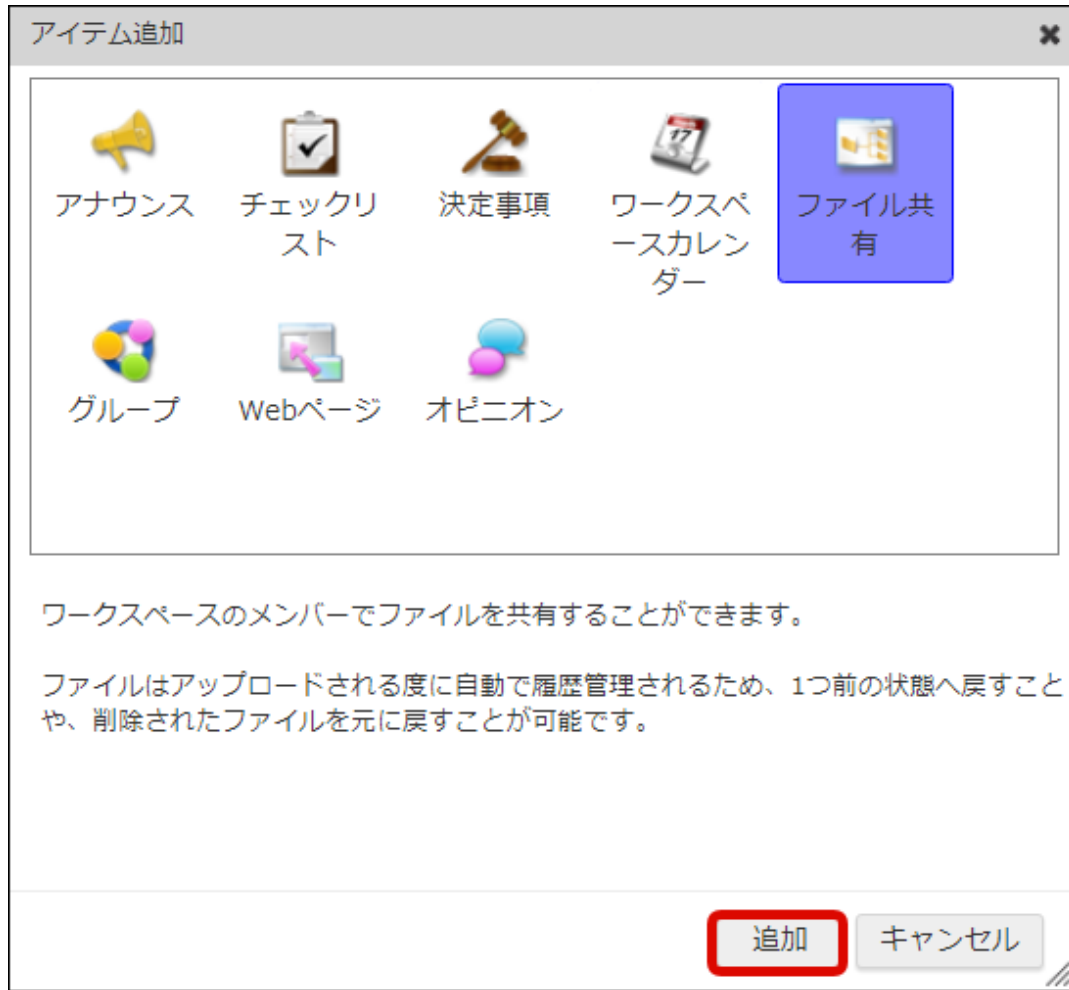 アイテム追加
アナウンス
チェックリ
スト
決定事項
ワークスペ
ースカレン
ダー
ファイル共
有
グループ
Webページ
オピニオン
ワークスペースのメンバーでファイルを共有することができます。
ファイルはアップロードされる度に自動で履歴管理されるため、1つ前の状態へ戻すこと
や、削除されたファイルを元に戻すことが可能です。
追加
キャンセル